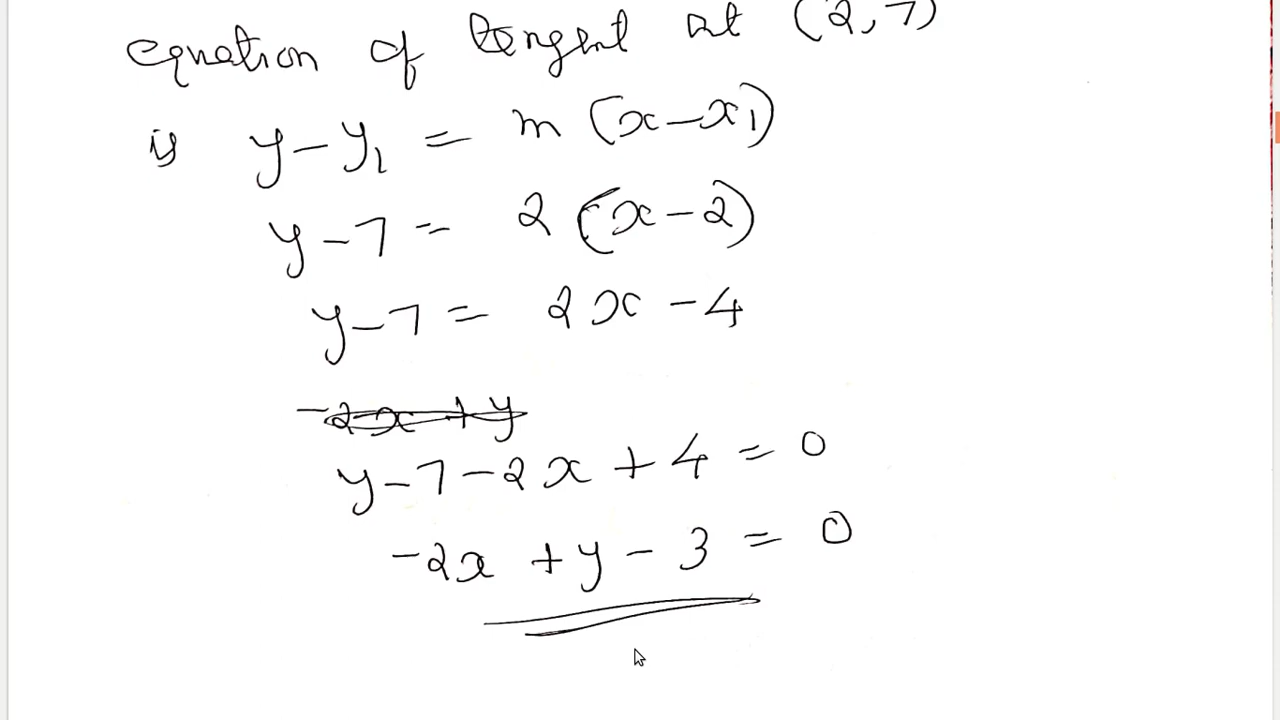 equation of tangent at (2,7)
is y-y₁ = m(x-x₁)
y-7 = 2(x-2)
y-7 = 2x-4
-2x+y
y-7-2x+4=0
-2x+y-3=0